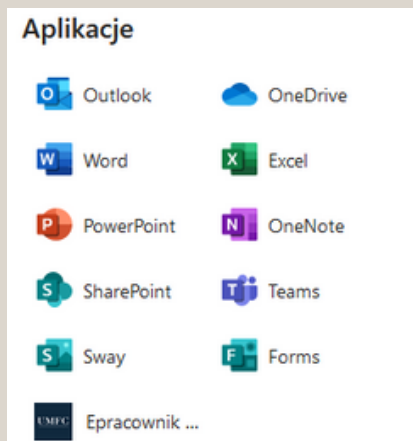 Aplikacje
Outlook OneDrive
Word Excel
PowerPoint OneNote
SharePoint Teams
Sway Forms
UMFC Epracownik ...